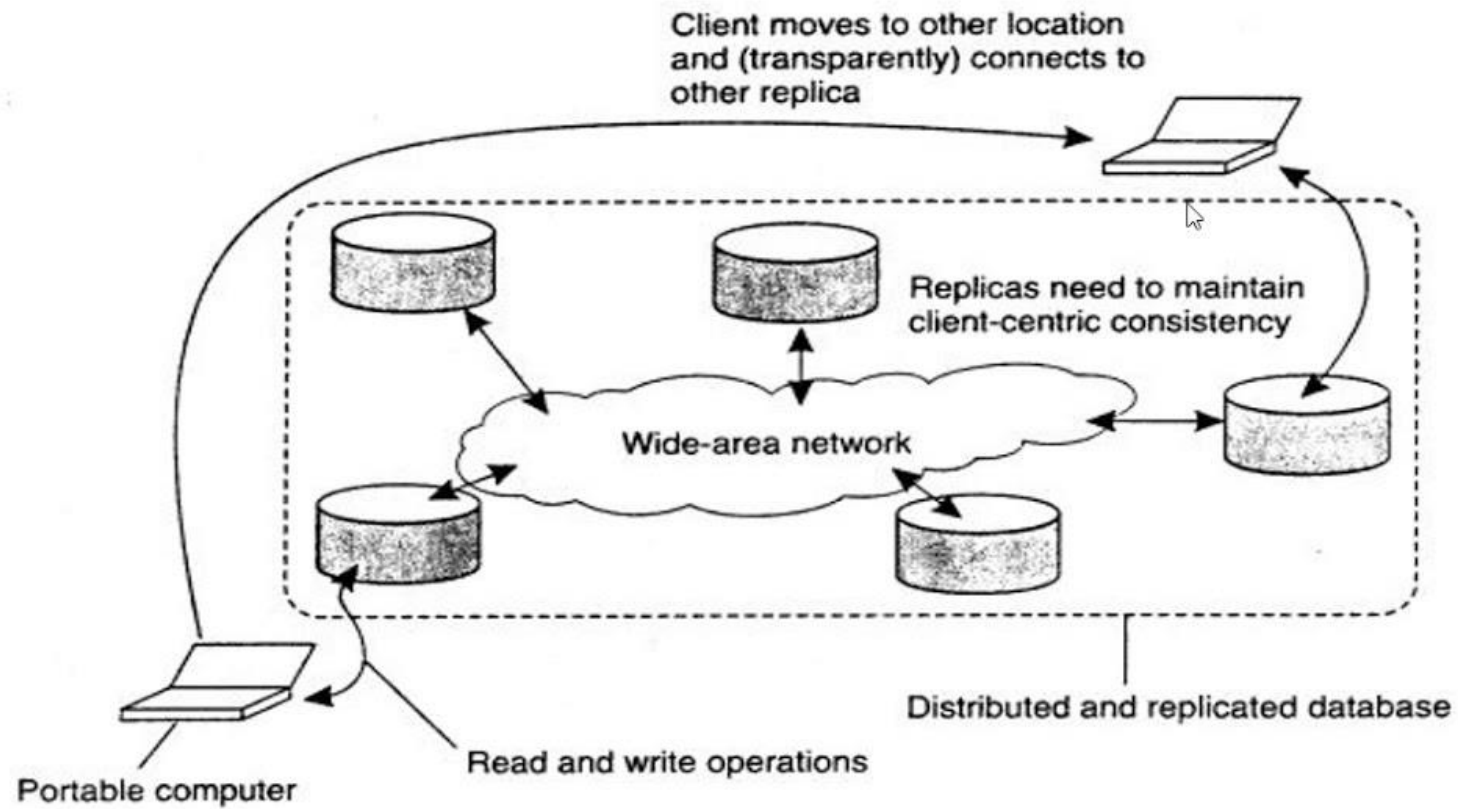 Client moves to other location
and (transparently) connects to
other replica
Replicas need to maintain
client-centric consistency
Wide-area network
Distributed and replicated database
Read and write operations
Portable computer